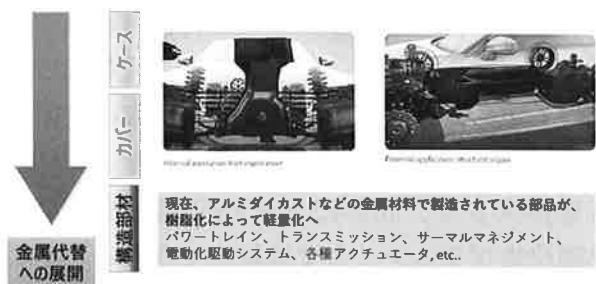 ケース
カバー
構造部材
現在、アルミダイカストなどの金属材料で製造されている部品が、
樹脂化によって軽量化へ
パワートレイン、トランスミッション、サーマルマネジメント、
電動化駆動システム、各種アクチュエータ, etc..
金属代替
への展開